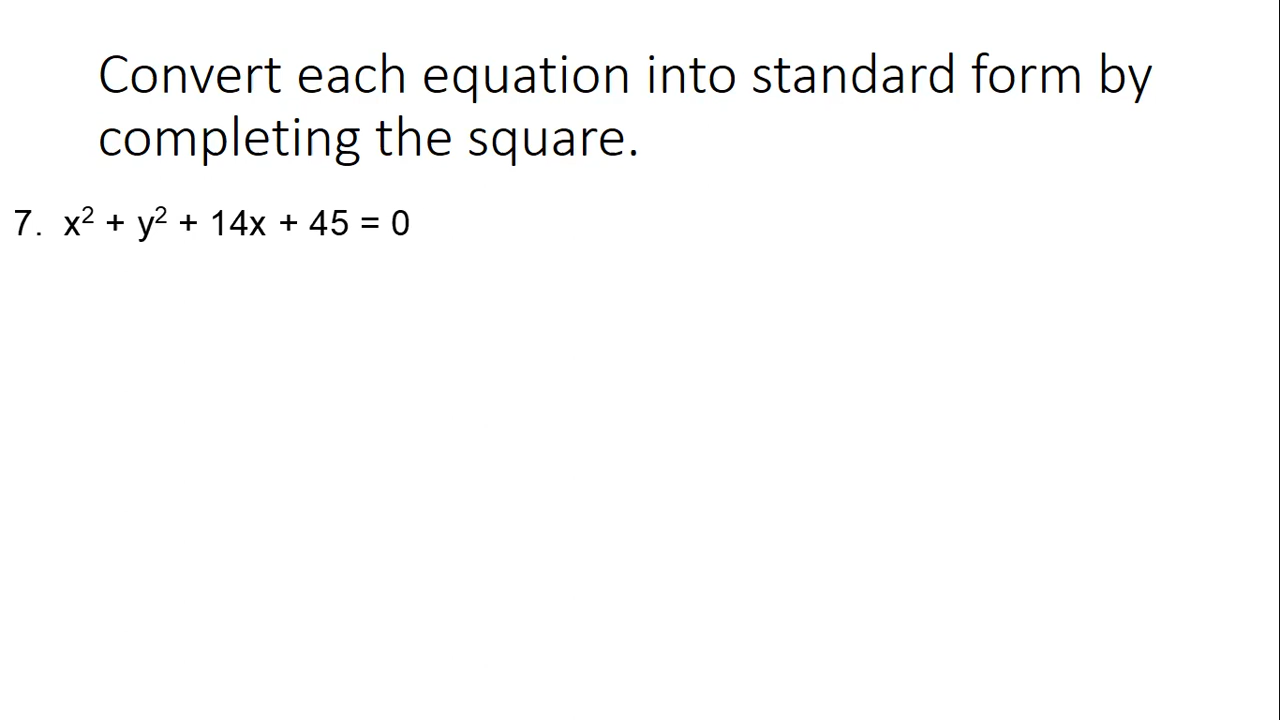 Convert each equation into standard form by
completing the square.
7. x² + y² + 14x + 45 = 0